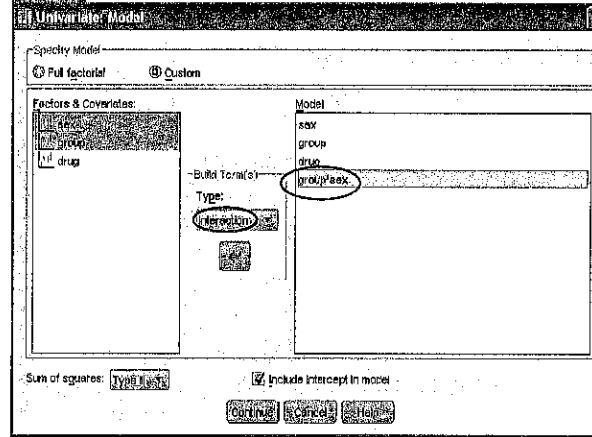 Univariate: Model
Specify Model
Full factorial
Custom
Factors & Covariates:
sex
group
drug
Build Term(s)
Type:
Interaction
Model
sex
group
drug
group*sex
Sum of squares:
Include intercept in model
Continue
Cancel
Help